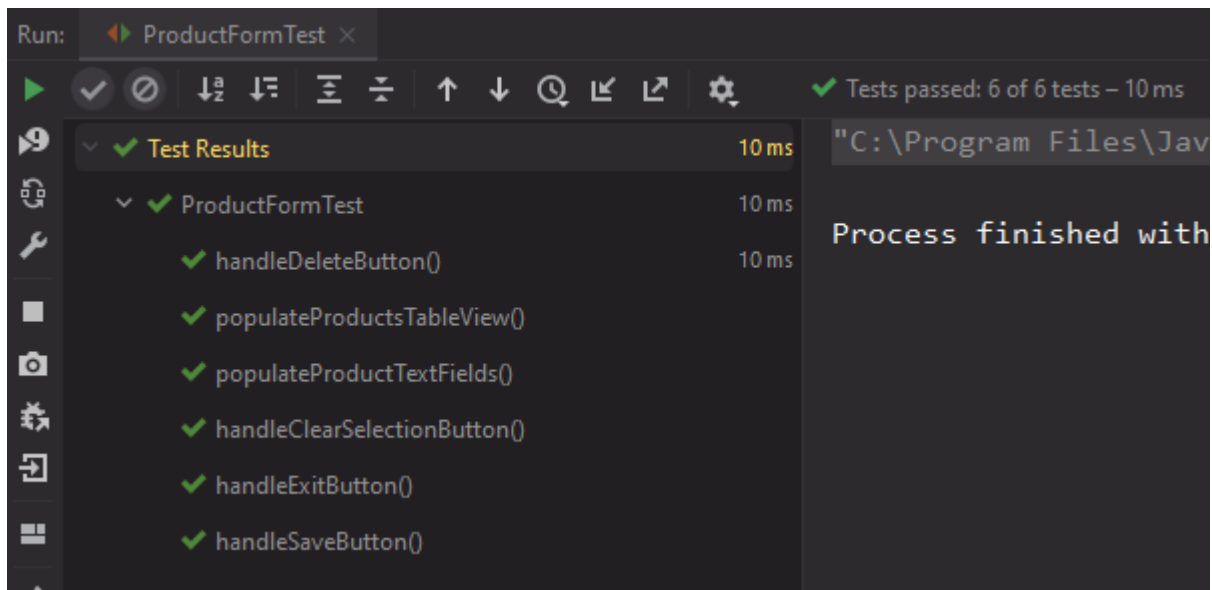 Run: ProductFormTest
Tests passed: 6 of 6 tests – 10 ms
Test Results 10 ms
"C:\Program Files\Jav
ProductFormTest 10 ms
Process finished with
handleDeleteButton() 10 ms
populateProductsTableView()
populateProductTextFields()
handleClearSelectionButton()
handleExitButton()
handleSaveButton()